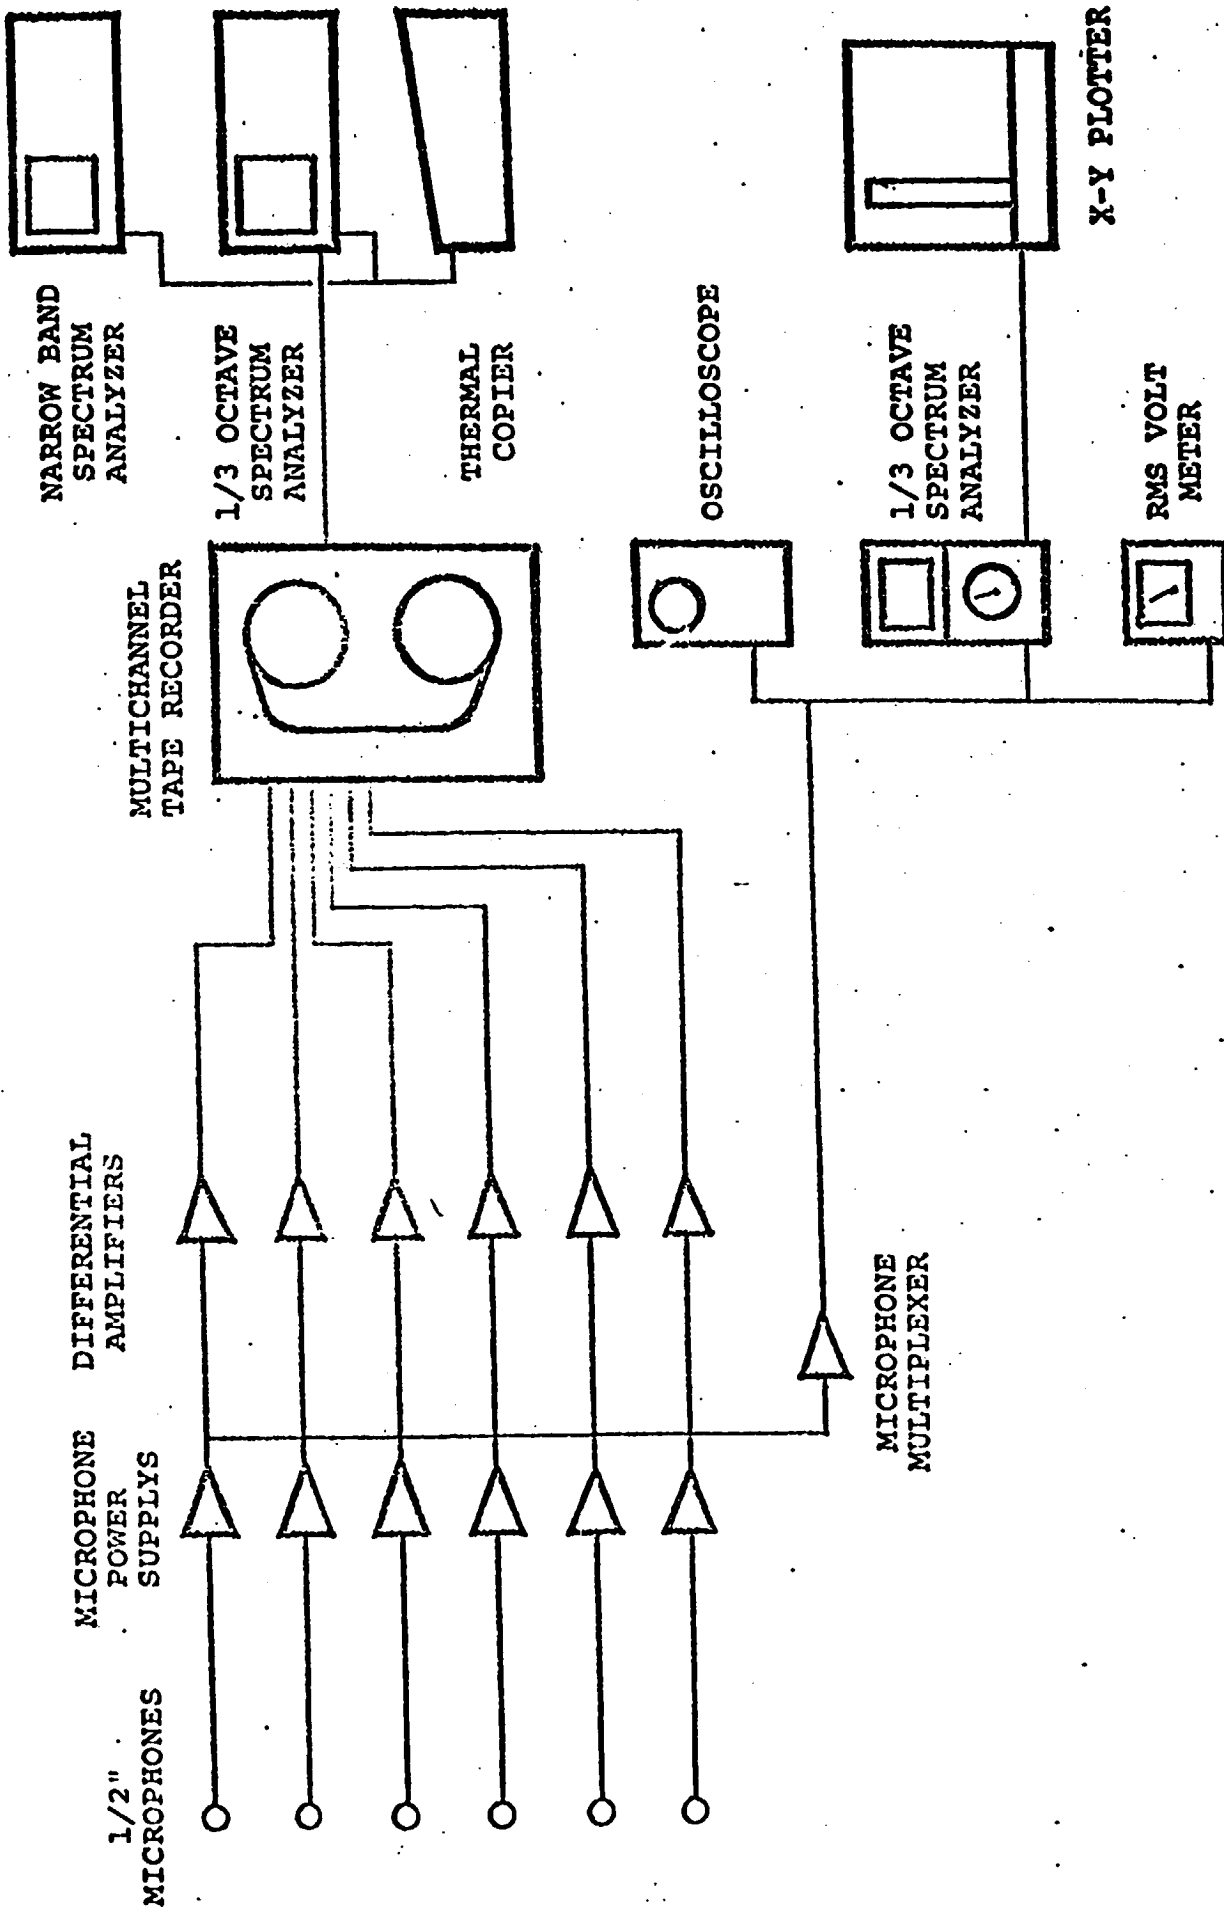 1/2"
MICROPHONES
MICROPHONE
POWER
SUPPLYS
DIFFERENTIAL
AMPLIFIERS
MULTICHANNEL
TAPE RECORDER
NARROW BAND
SPECTRUM
ANALYZER
1/3 OCTAVE
SPECTRUM
ANALYZER
THERMAL
COPIER
OSCILLOSCOPE
1/3 OCTAVE
SPECTRUM
ANALYZER
RMS VOLT
METER
X-Y PLOTTER
MICROPHONE
MULTIPLEXER